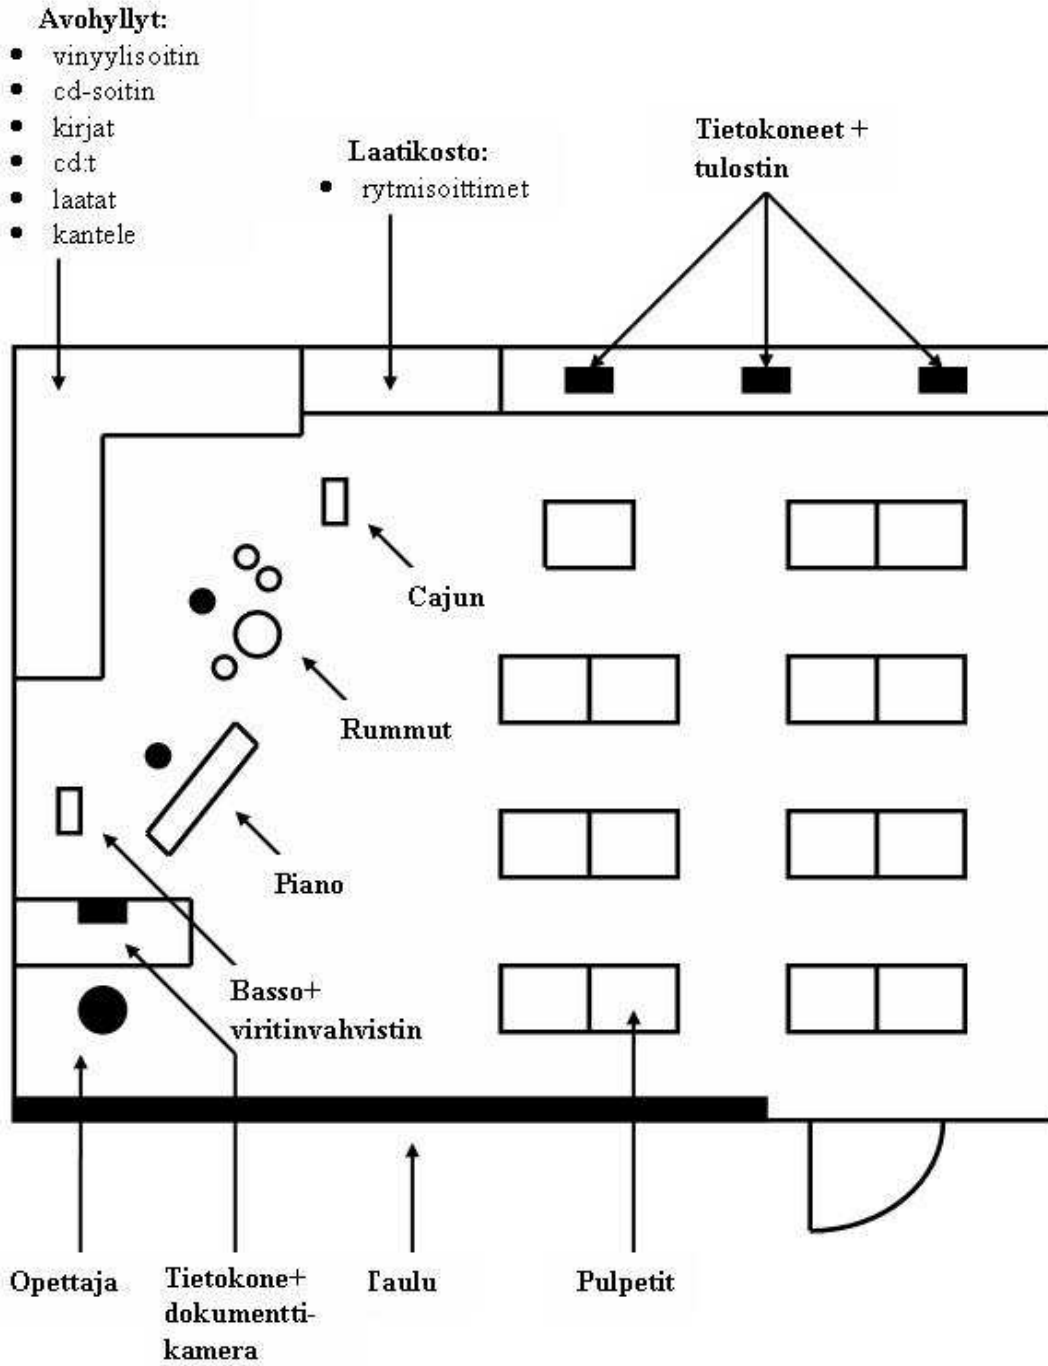 Avohyllyt:
• vinyylisoitin
• cd-soitin
• kirjat
• cd:t
• laatat
• kantele
Laatikosto:
• rytmisoittimet
Tietokoneet +
tulostin
Cajun
Rummut
Piano
Basso+
viritinvahvistin
Opettaja
Tietokone+
dokumentti-
kamera
Taulu
Pulpetit